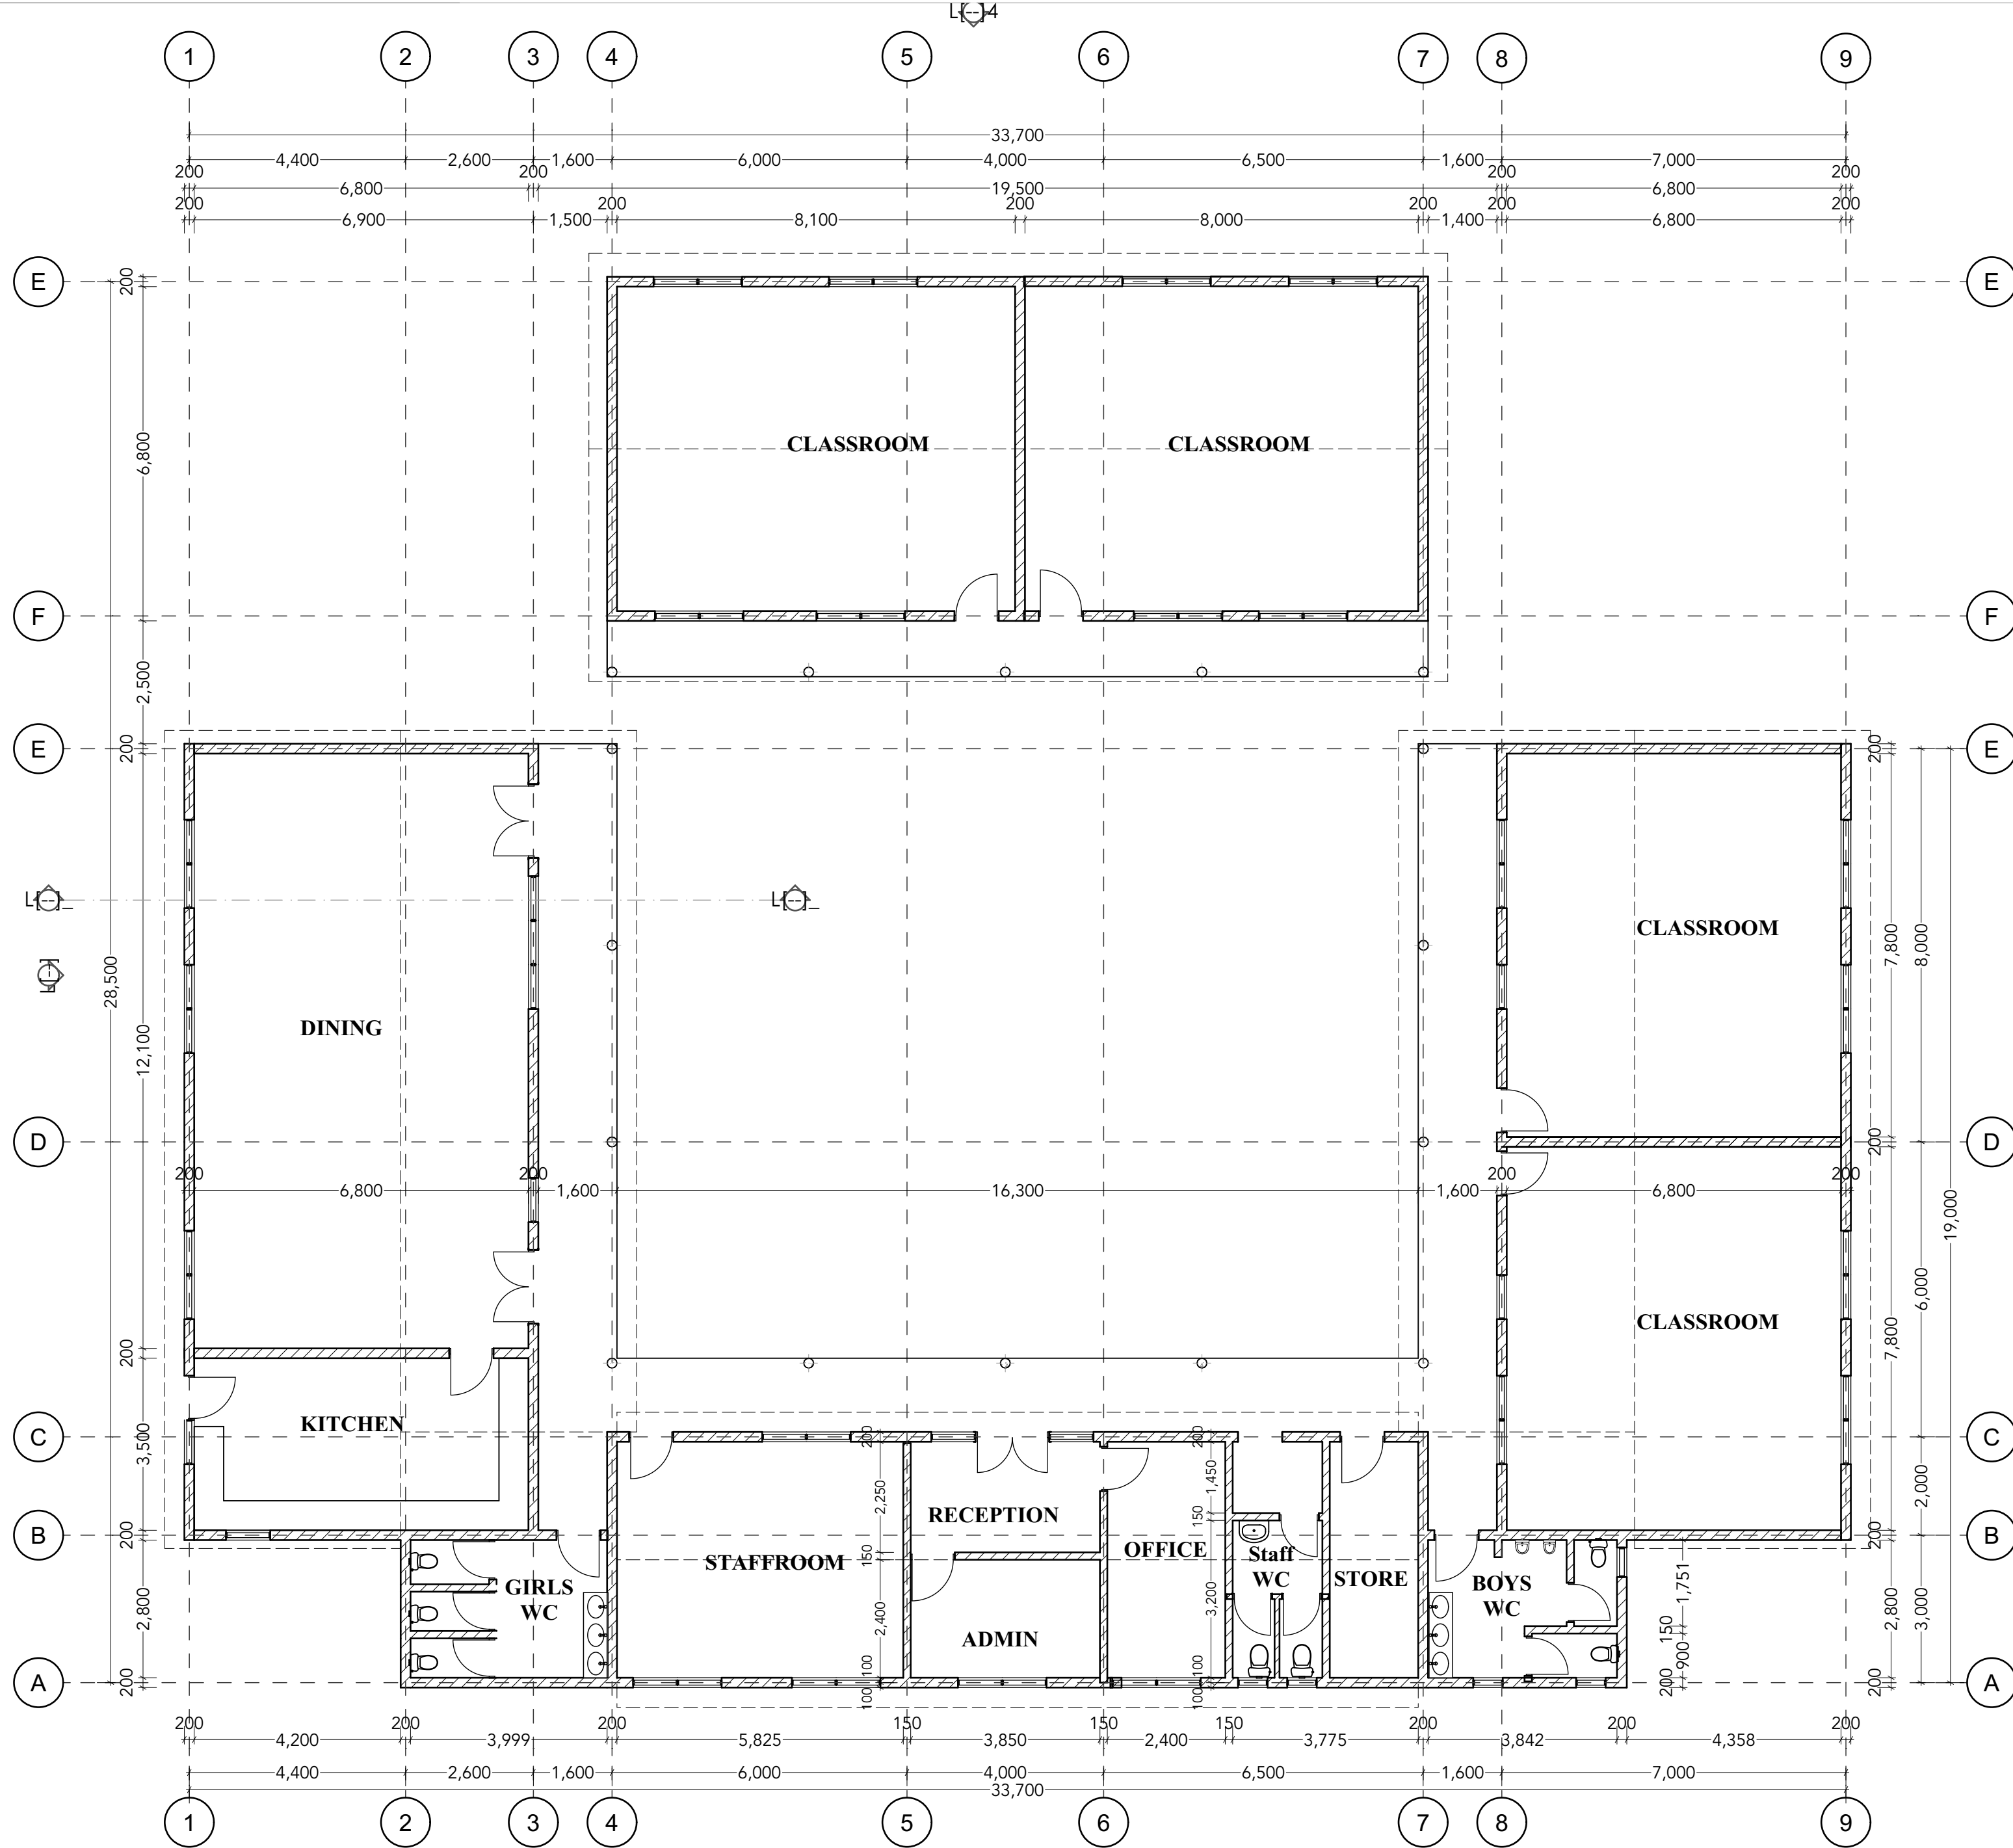 L[--]4
1 2 3 4 5 6 7 8 9
33,700
4,400 2,600 1,600 6,000 4,000 6,500 1,600 7,000
200 200 200 200
6,800 19,500 6,800
200 200 200 200 200 200
6,900 1,500 8,100 8,000 1,400 6,800
E 200 E
CLASSROOM CLASSROOM
6,800
F F
2,500
E 200 200 E
L[--]_ L[--]_
CLASSROOM
7,800 8,000
L[--]
28,500
DINING
12,100
D 200 D
200 200 200 200
6,800 1,600 16,300 1,600 6,800
19,000
6,000
CLASSROOM
7,800
200
KITCHEN
C 3,500 200 200 C
1,450
2,250 2,000
RECEPTION 150
B 200 200 B
OFFICE
150 Staff
STAFFROOM WC
GIRLS STORE BOYS
WC WC
1,751
2,800 3,200 2,800 3,000
2,400 150
ADMIN
900
100 100 200
A 200 100 100 200 A
200 200 200 150 150 150 200 200 200
4,200 3,999 5,825 3,850 2,400 3,775 3,842 4,358
4,400 2,600 1,600 6,000 4,000 6,500 1,600 7,000
33,700
1 2 3 4 5 6 7 8 9